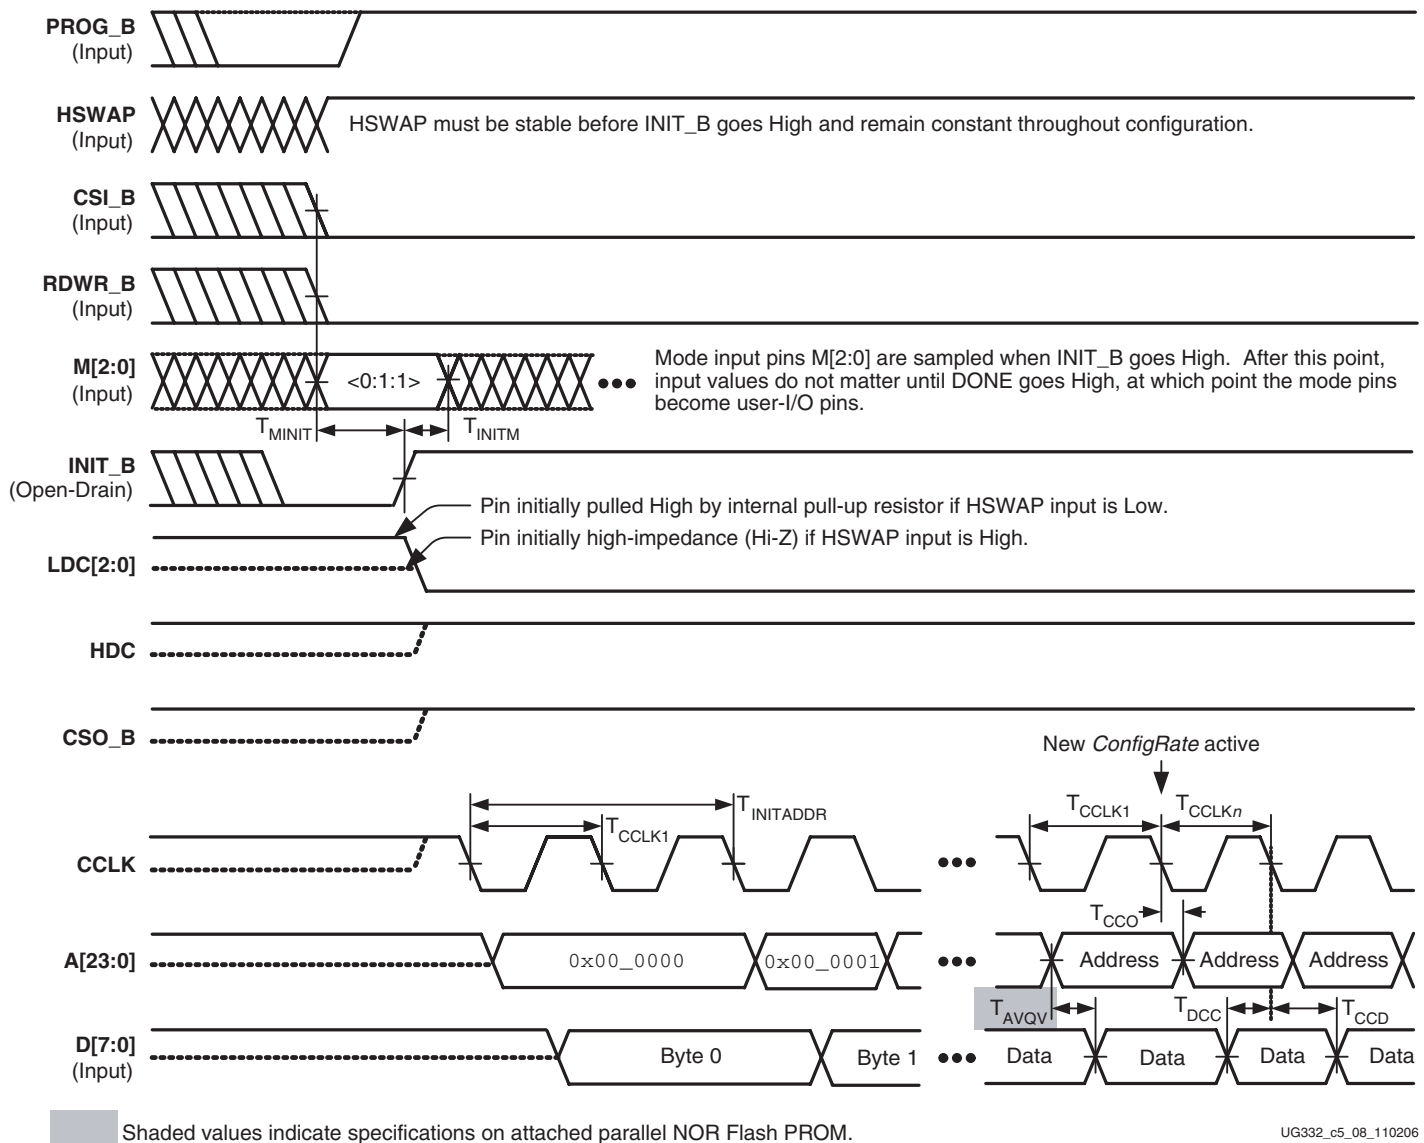 PROG_B
(Input)
HSWAP
(Input)
HSWAP must be stable before INIT_B goes High and remain constant throughout configuration.
CSI_B
(Input)
RDWR_B
(Input)
M[2:0]
(Input)
<0:1:1>
Mode input pins M[2:0] are sampled when INIT_B goes High. After this point,
input values do not matter until DONE goes High, at which point the mode pins
become user-I/O pins.
TMINIT
TINITM
INIT_B
(Open-Drain)
Pin initially pulled High by internal pull-up resistor if HSWAP input is Low.
Pin initially high-impedance (Hi-Z) if HSWAP input is High.
LDC[2:0]
HDC
CSO_B
New ConfigRate active
TINITADDR
TCCLK1
TCCLK1
TCCLKn
CCLK
TCCO
A[23:0]
0x00_0000
0x00_0001
Address
Address
Address
TAVQV
TDCC
TCCD
D[7:0]
(Input)
Byte 0
Byte 1
Data
Data
Data
Data
Shaded values indicate specifications on attached parallel NOR Flash PROM.
UG332_c5_08_110206